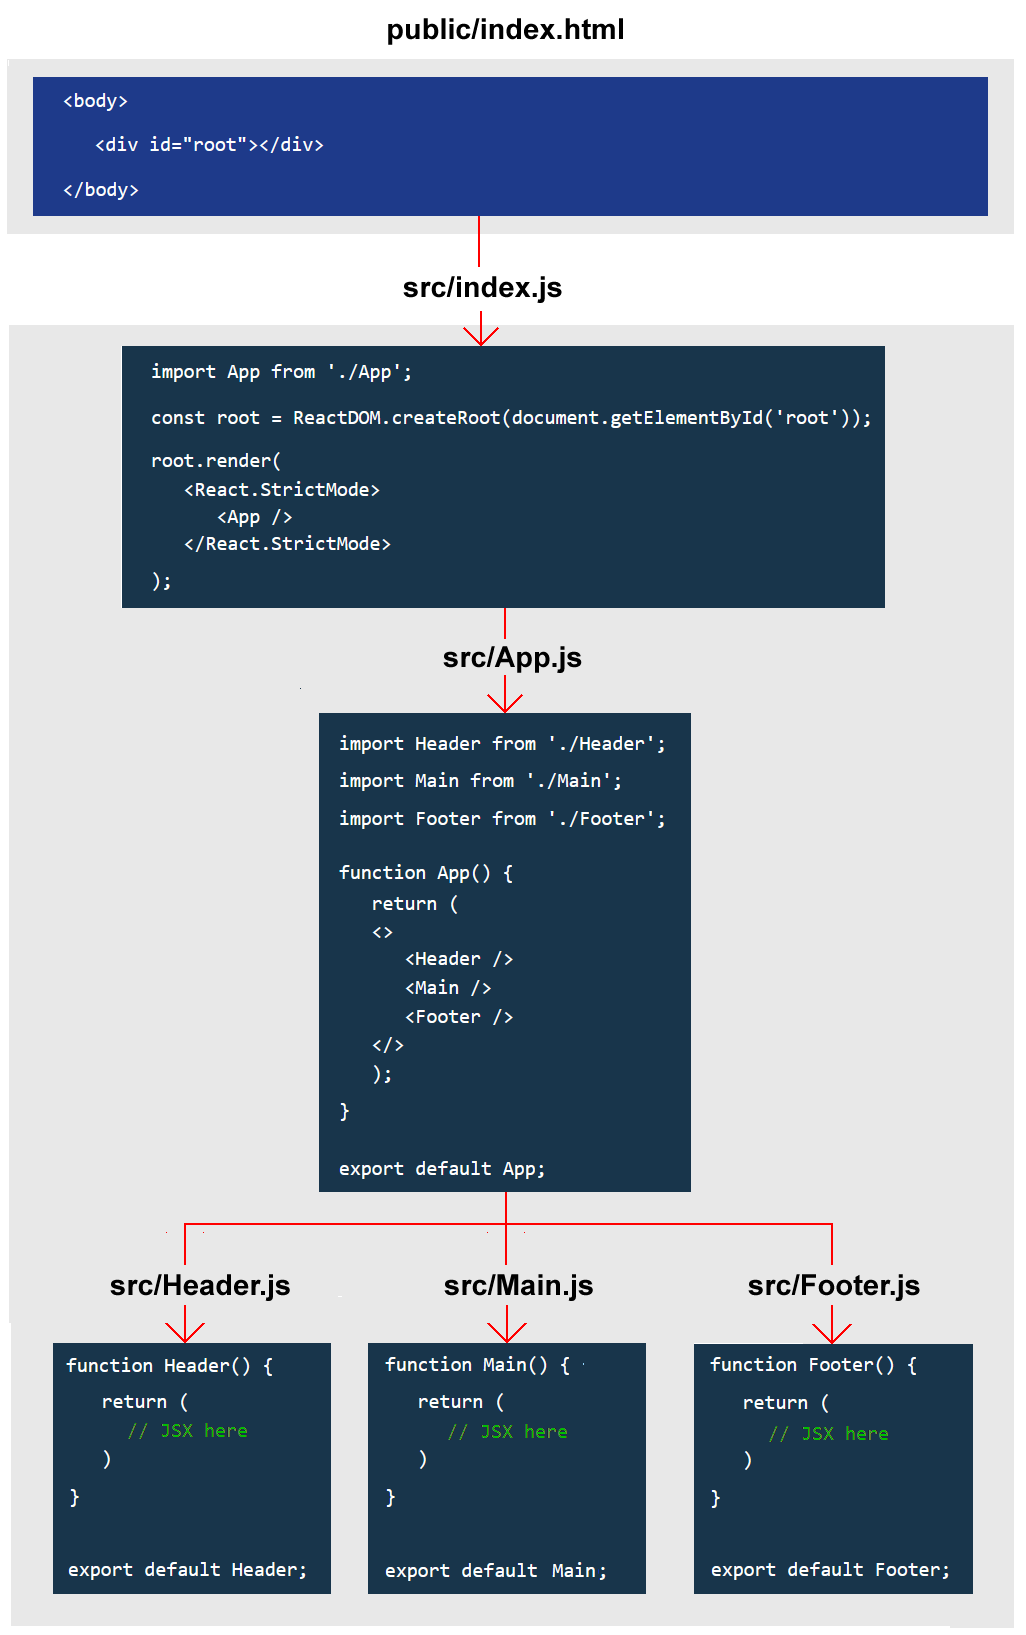 public/index.html
<body>
<div id="root"></div>
</body>
src/index.js
import App from './App';
const root = ReactDOM.createRoot(document.getElementById('root'));
root.render(
<React.StrictMode>
<App />
</React.StrictMode>
);
src/App.js
import Header from './Header';
import Main from './Main';
import Footer from './Footer';
function App() {
return (
<>
<Header />
<Main />
<Footer />
</>
);
}
export default App;
src/Header.js
function Header() {
return (
// JSX here
)
}
export default Header;
src/Main.js
function Main() {
return (
// JSX here
)
}
export default Main;
src/Footer.js
function Footer() {
return (
// JSX here
)
}
export default Footer;